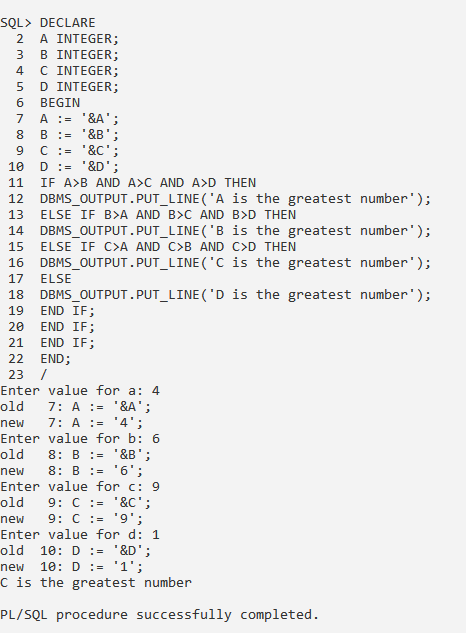 SQL> DECLARE
  2  A INTEGER;
  3  B INTEGER;
  4  C INTEGER;
  5  D INTEGER;
  6  BEGIN
  7  A := '&A';
  8  B := '&B';
  9  C := '&C';
 10  D := '&D';
 11  IF A>B AND A>C AND A>D THEN
 12  DBMS_OUTPUT.PUT_LINE('A is the greatest number');
 13  ELSE IF B>A AND B>C AND B>D THEN
 14  DBMS_OUTPUT.PUT_LINE('B is the greatest number');
 15  ELSE IF C>A AND C>B AND C>D THEN
 16  DBMS_OUTPUT.PUT_LINE('C is the greatest number');
 17  ELSE
 18  DBMS_OUTPUT.PUT_LINE('D is the greatest number');
 19  END IF;
 20  END IF;
 21  END IF;
 22  END;
 23  /
Enter value for a: 4
old   7: A := '&A';
new   7: A := '4';
Enter value for b: 6
old   8: B := '&B';
new   8: B := '6';
Enter value for c: 9
old   9: C := '&C';
new   9: C := '9';
Enter value for d: 1
old  10: D := '&D';
new  10: D := '1';
C is the greatest number
PL/SQL procedure successfully completed.